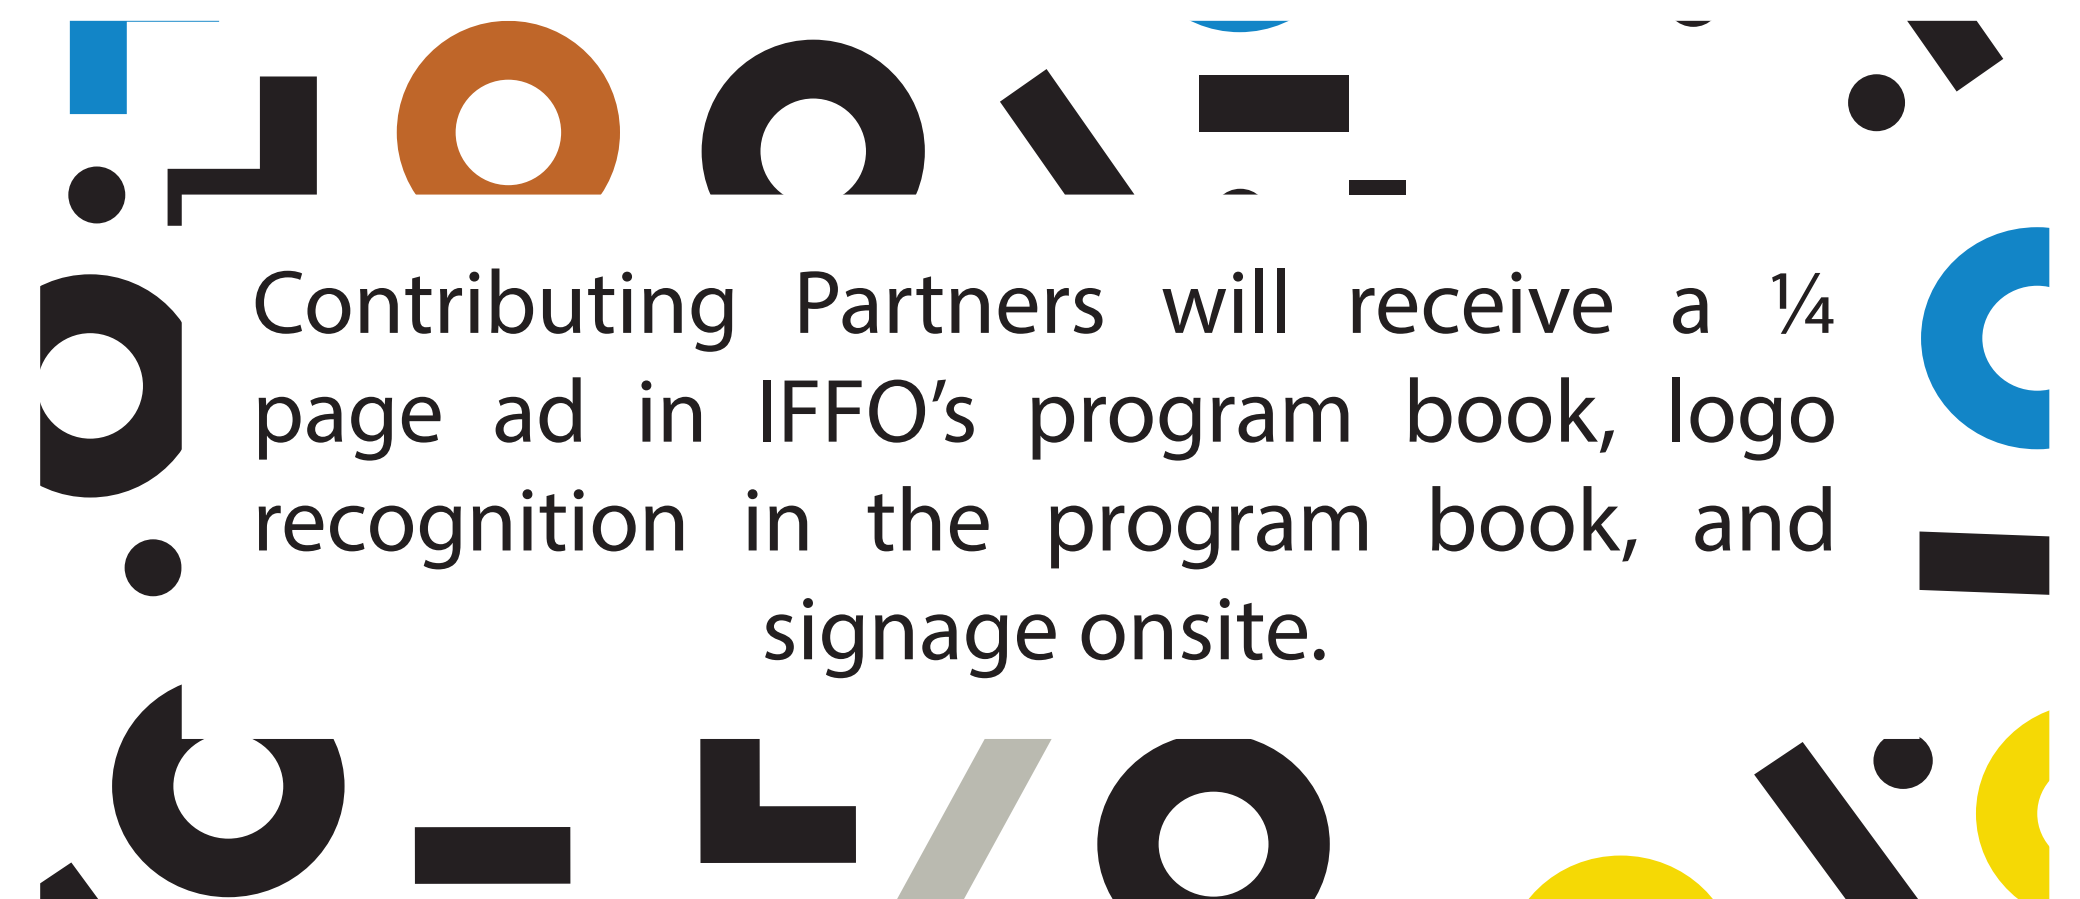 Contributing Partners will receive a ¼
page ad in IFFO’s program book, logo
recognition in the program book, and
signage onsite.